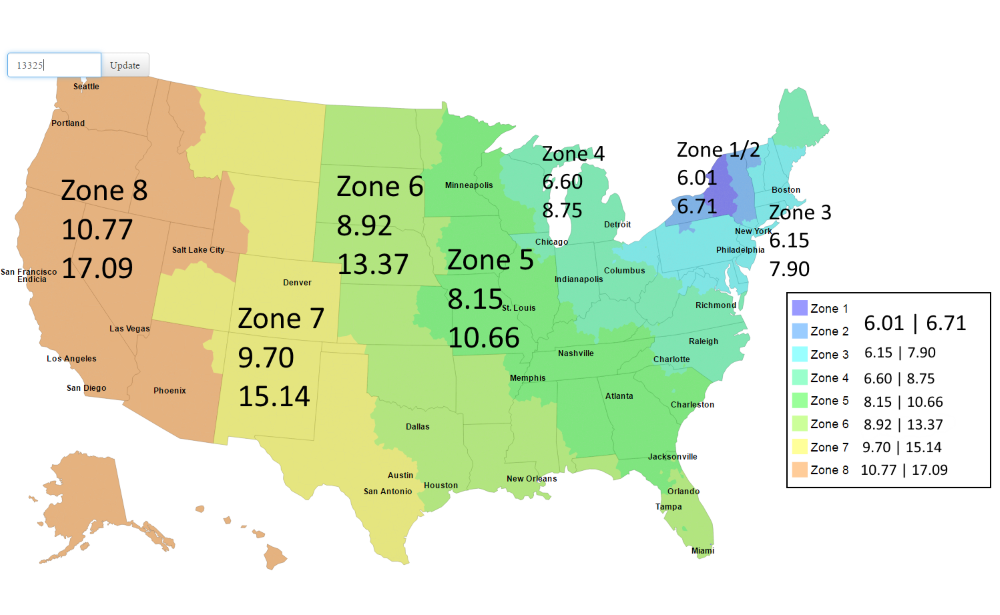 13325
Update
Seattle
Portland
Zone 8
10.77
17.09
San Francisco
Endicia
Salt Lake City
Las Vegas
Los Angeles
San Diego
Phoenix
Denver
Zone 7
9.70
15.14
Zone 6
8.92
13.37
Minneapolis
Zone 5
8.15
10.66
St. Louis
Zone 4
6.60
8.75
Chicago
Detroit
Indianapolis
Columbus
Zone 1/2
6.01
6.71
Boston
Zone 3
6.15
7.90
New York
Philadelphia
Richmond
Raleigh
Charlotte
Nashville
Memphis
Atlanta
Charleston
Dallas
Austin
San Antonio
Houston
New Orleans
Jacksonville
Orlando
Tampa
Miami
Zone 1
Zone 2
6.01 | 6.71
Zone 3 6.15 | 7.90
Zone 4 6.60 | 8.75
Zone 5 8.15 | 10.66
Zone 6 8.92 | 13.37
Zone 7 9.70 | 15.14
Zone 8 10.77 | 17.09